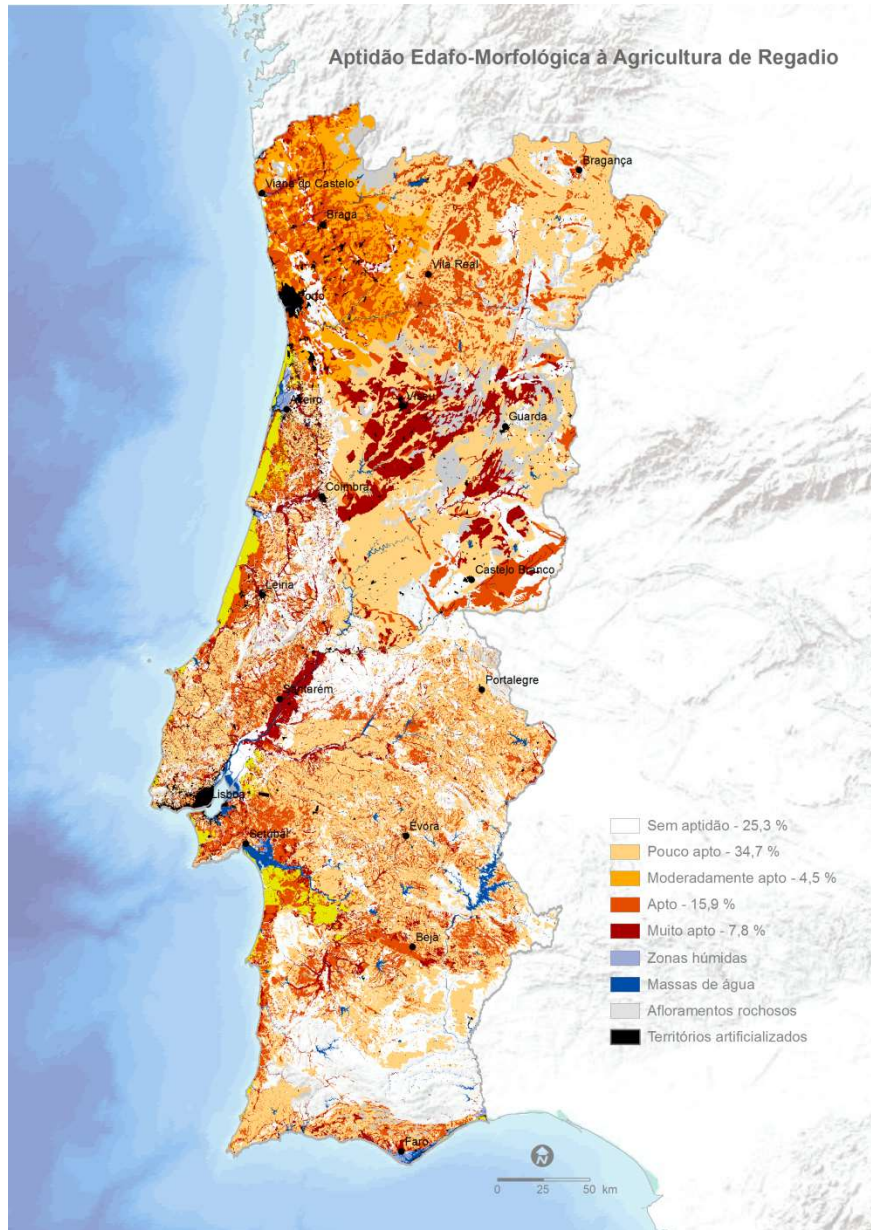 Aptidão Edafo-Morfológica à Agricultura de Regadio
Bragança
Viana do Castelo
Braga
Vila Real
Porto
Viseu
Aveiro
Guarda
Coimbra
Castelo Branco
Leiria
Portalegre
Santarém
Lisboa
Évora
Setúbal
Beja
Faro
Sem aptidão - 25,3 %
Pouco apto - 34,7 %
Moderadamente apto - 4,5 %
Apto - 15,9 %
Muito apto - 7,8 %
Zonas húmidas
Massas de água
Afloramentos rochosos
Territórios artificializados
N
0 25 50 km